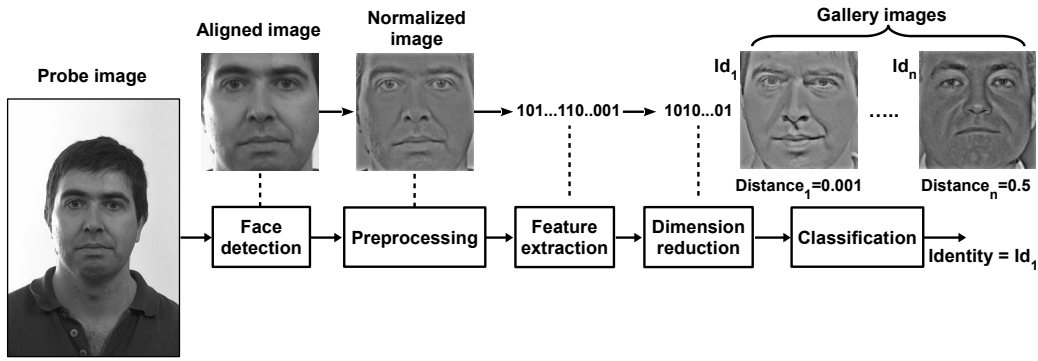 Probe image
Aligned image
Normalized
image
Gallery images
Id1
Idn
101...110..001
1010...01
.....
Distance1=0.001
Distancen=0.5
Face
detection
Preprocessing
Feature
extraction
Dimension
reduction
Classification
Identity = Id1